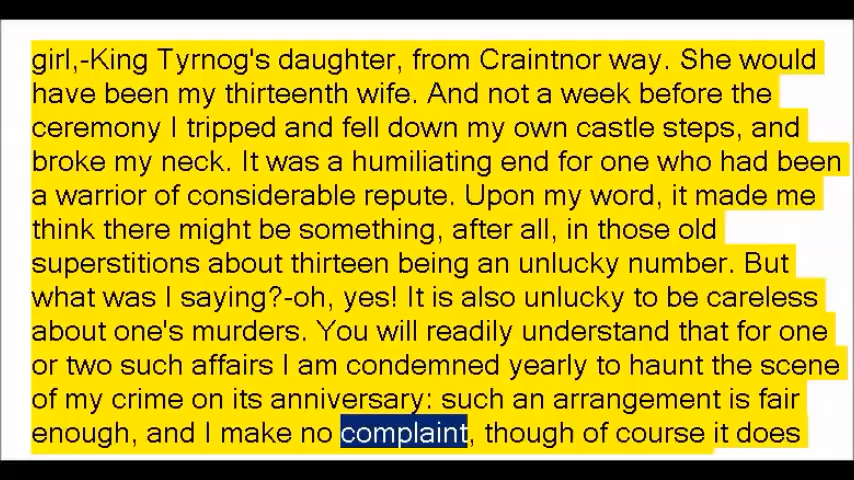 girl,-King Tyrnog's daughter, from Craintnor way. She would
have been my thirteenth wife. And not a week before the
ceremony I tripped and fell down my own castle steps, and
broke my neck. It was a humiliating end for one who had been
a warrior of considerable repute. Upon my word, it made me
think there might be something, after all, in those old
superstitions about thirteen being an unlucky number. But
what was I saying?-oh, yes! It is also unlucky to be careless
about one's murders. You will readily understand that for one
or two such affairs I am condemned yearly to haunt the scene
of my crime on its anniversary: such an arrangement is fair
enough, and I make no complaint, though of course it does